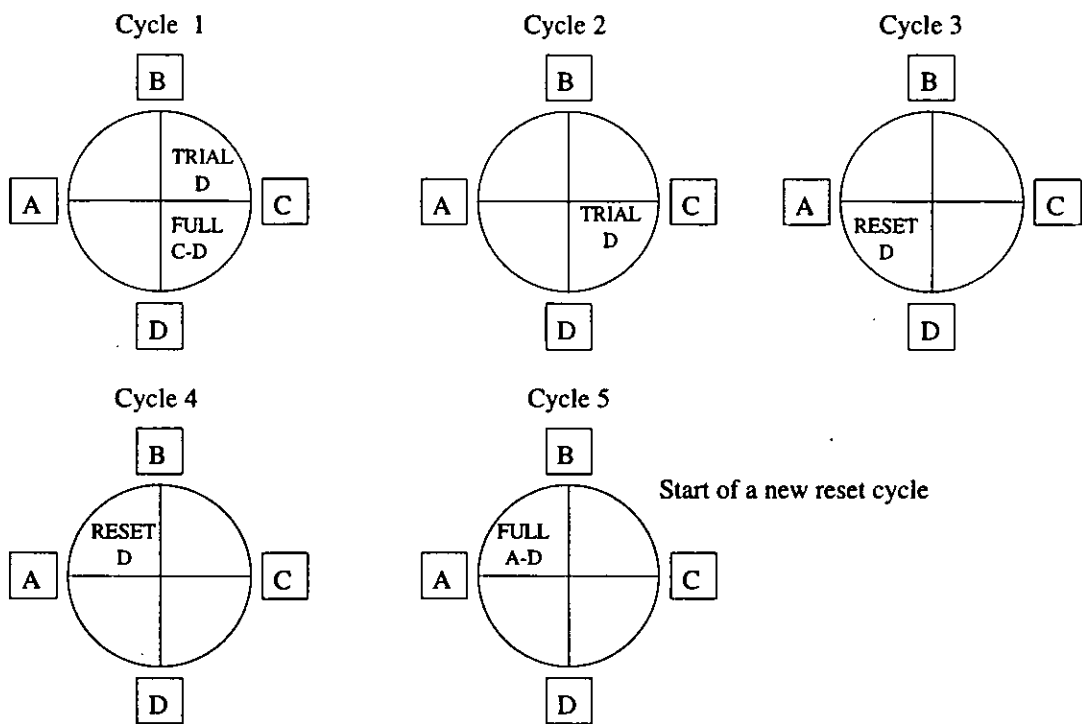 Cycle 1
B
TRIAL
D
A
C
FULL
C-D
D
Cycle 2
B
A
C
TRIAL
D
D
Cycle 3
B
A
C
RESET
D
D
Cycle 4
B
RESET
D
A
C
D
Cycle 5
B
Start of a new reset cycle
FULL
A-D
A
C
D